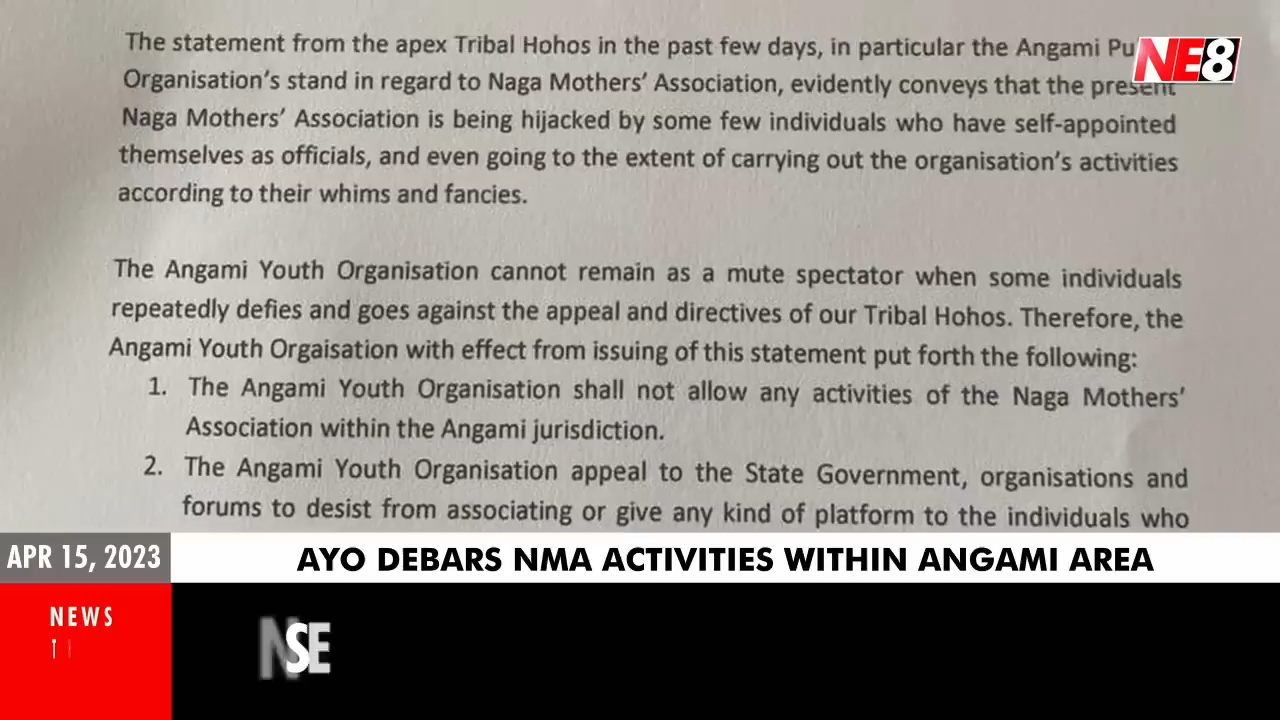 The statement from the apex Tribal Hohos in the past few days, in particular the Angami
NE8
Organisation's stand in regard to Naga Mothers' Association, evidently conveys that the present
Naga Mothers' Association is being hijacked by some few individuals who have self-appointed
themselves as officials, and even going to the extent of carrying out the organisation's activities
according to their whims and fancies.
The Angami Youth Organisation cannot remain as a mute spectator when some individuals
repeatedly defies and goes against the appeal and directives of our Tribal Hohos. Therefore, the
Angami Youth Orgaisation with effect from issuing of this statement put forth the following:
1. The Angami Youth Organisation shall not allow any activities of the Naga Mothers'
Association within the Angami jurisdiction.
2. The Angami Youth Organisation appeal to the State Government, organisations and
forums to desist from associating or give any kind of platform to the individuals who
APR 15, 2023
AYO DEBARS NMA ACTIVITIES WITHIN ANGAMI AREA
NEWS